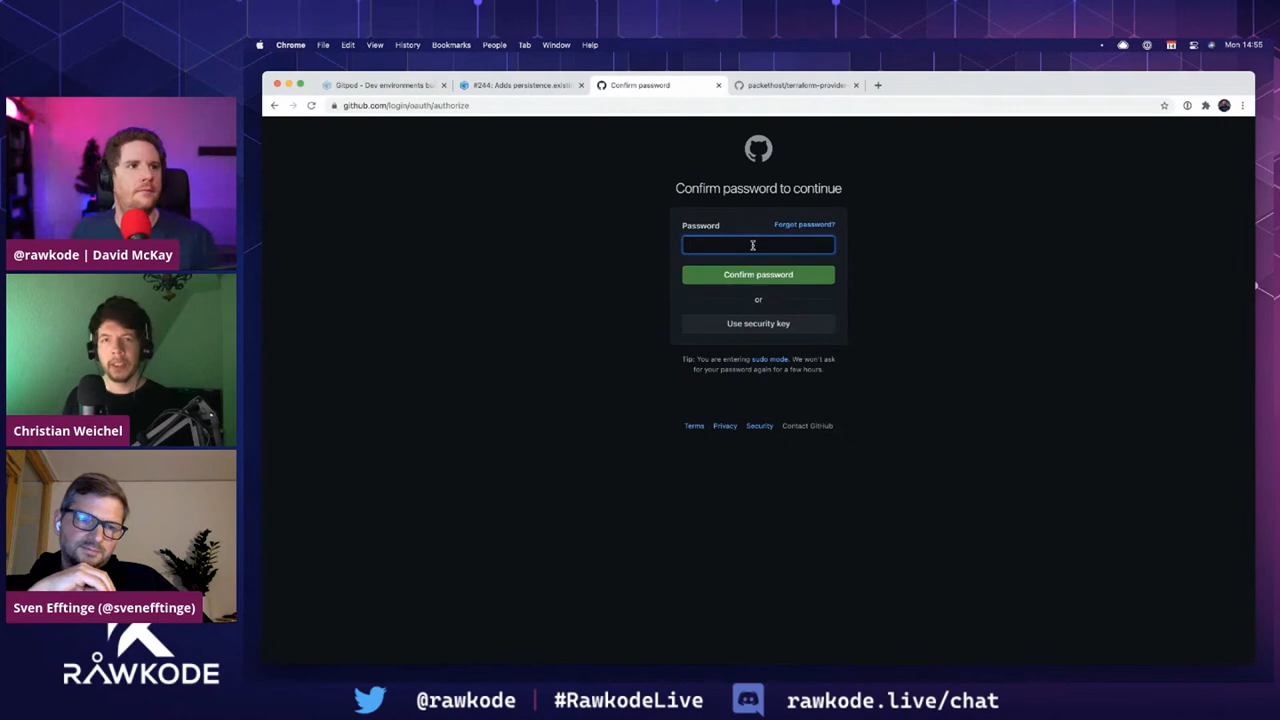 Chrome File Edit View History Bookmarks People Tab Window Help
Mon 14:55
Gitpod - Dev environments bu
#244: Adds persistence.existi
Confirm password
packethost/terraform-provider-
github.com/login/oauth/authorize
Confirm password to continue
Password
Forgot password?
Confirm password
or
Use security key
Tip: You are entering sudo mode. We won't ask
for your password again for a few hours.
Terms Privacy Security Contact GitHub
@rawkode | David McKay
Christian Weichel
Sven Efftinge (@svenefftinge)
RAWKODE
@rawkode | #RawkodeLive
rawkode.live/chat